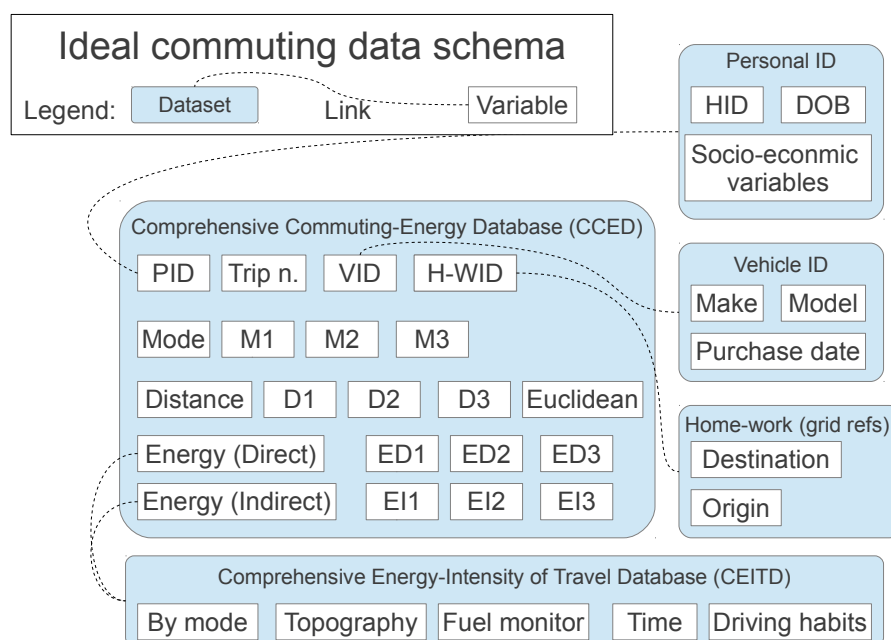 Ideal commuting data schema
Legend: Dataset Link Variable
Personal ID
HID DOB
Socio-econmic
variables
Comprehensive Commuting-Energy Database (CCED)
PID Trip n. VID H-WID
Mode M1 M2 M3
Distance D1 D2 D3 Euclidean
Energy (Direct) ED1 ED2 ED3
Energy (Indirect) EI1 EI2 EI3
Vehicle ID
Make Model
Purchase date
Home-work (grid refs)
Destination
Origin
Comprehensive Energy-Intensity of Travel Database (CEITD)
By mode Topography Fuel monitor Time Driving habits